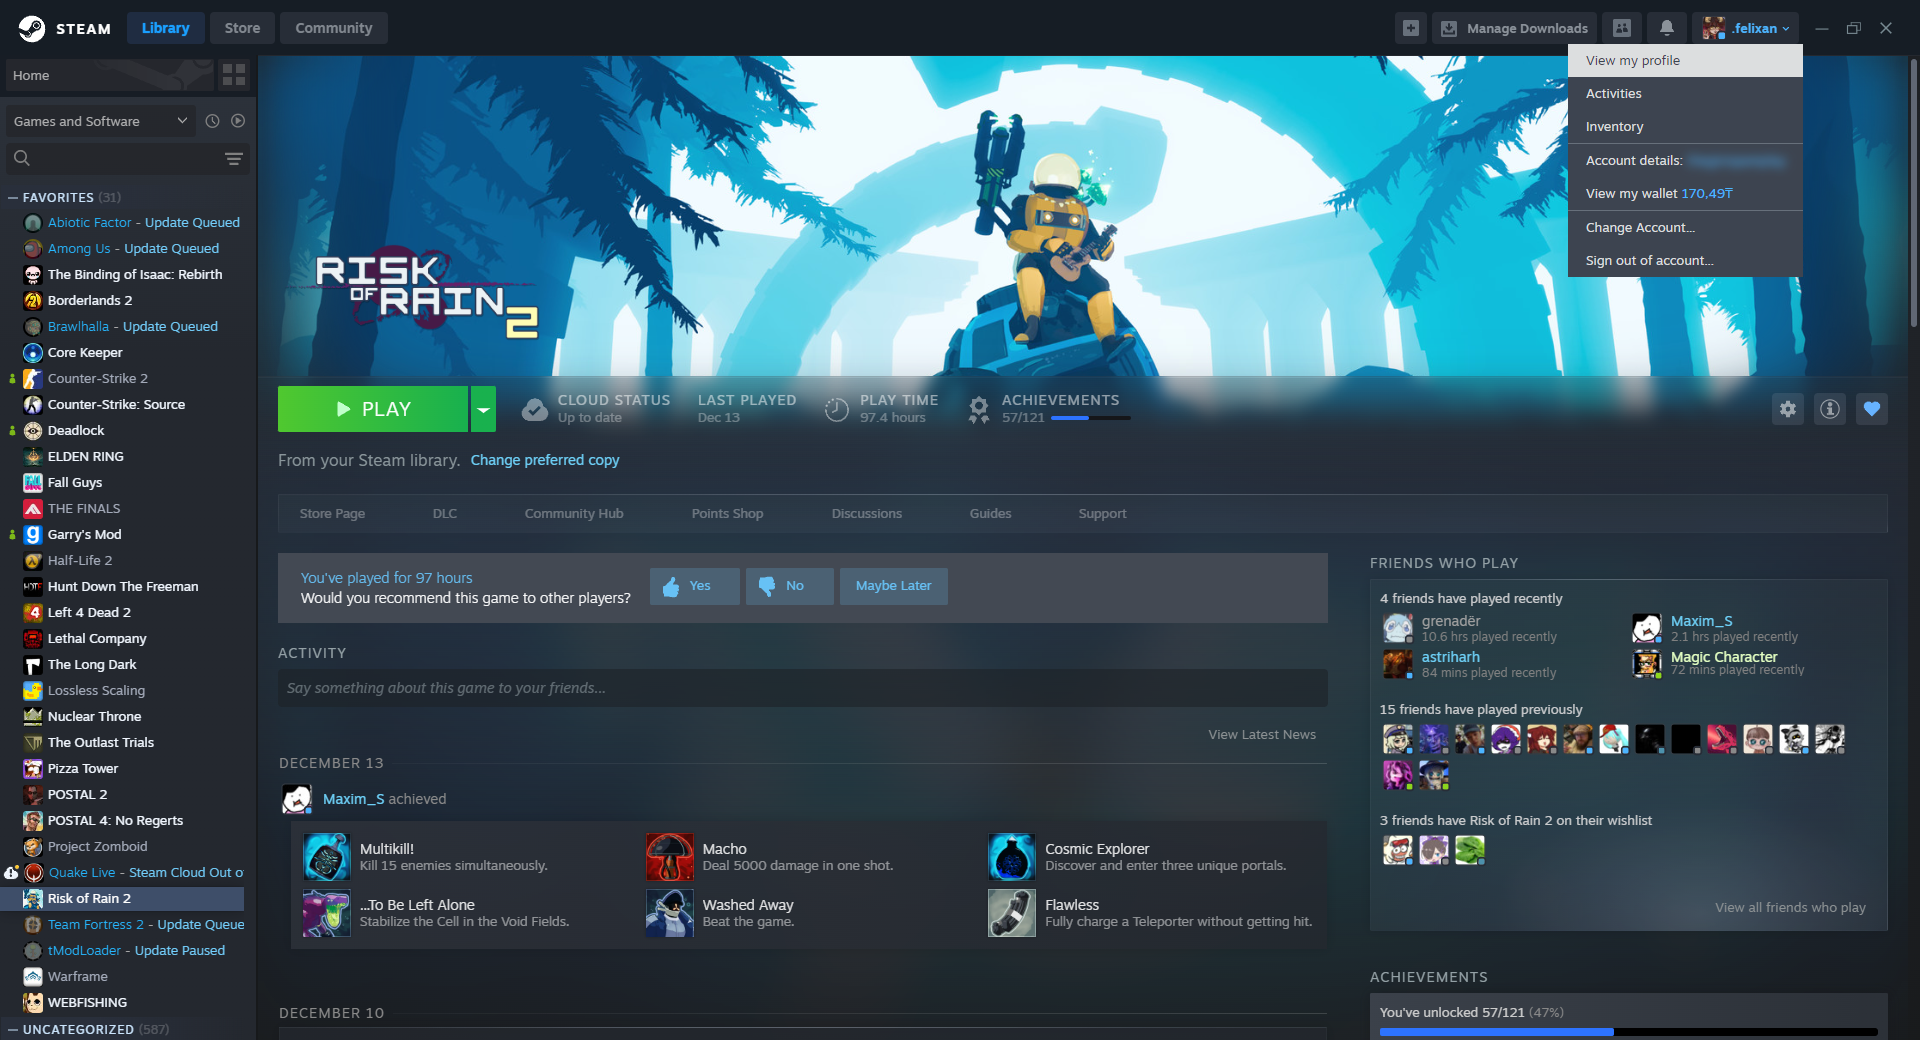 STEAM
Library
Store
Community
Manage Downloads
.felixan
View my profile
Activities
Inventory
Account details:
View my wallet 170,49₸
Change Account...
Sign out of account...
Home
Games and Software
FAVORITES (31)
Abiotic Factor - Update Queued
Among Us - Update Queued
The Binding of Isaac: Rebirth
Borderlands 2
Brawlhalla - Update Queued
Core Keeper
Counter-Strike 2
Counter-Strike: Source
Deadlock
ELDEN RING
Fall Guys
THE FINALS
Garry's Mod
Half-Life 2
Hunt Down The Freeman
Left 4 Dead 2
Lethal Company
The Long Dark
Lossless Scaling
Nuclear Throne
The Outlast Trials
Pizza Tower
POSTAL 2
POSTAL 4: No Regerts
Project Zomboid
Quake Live - Steam Cloud Out o
Risk of Rain 2
Team Fortress 2 - Update Queue
tModLoader - Update Paused
Warframe
WEBFISHING
UNCATEGORIZED (587)
RISK
OF RAIN 2
PLAY
CLOUD STATUS
Up to date
LAST PLAYED
Dec 13
PLAY TIME
97.4 hours
ACHIEVEMENTS
57/121
From your Steam library. Change preferred copy
Store Page
DLC
Community Hub
Points Shop
Discussions
Guides
Support
You've played for 97 hours
Would you recommend this game to other players?
Yes
No
Maybe Later
ACTIVITY
Say something about this game to your friends...
View Latest News
DECEMBER 13
Maxim_S achieved
Multikill!
Kill 15 enemies simultaneously.
Macho
Deal 5000 damage in one shot.
Cosmic Explorer
Discover and enter three unique portals.
...To Be Left Alone
Stabilize the Cell in the Void Fields.
Washed Away
Beat the game.
Flawless
Fully charge a Teleporter without getting hit.
DECEMBER 10
FRIENDS WHO PLAY
4 friends have played recently
grenadёr
10.6 hrs played recently
Maxim_S
2.1 hrs played recently
astriharh
84 mins played recently
Magic Character
72 mins played recently
15 friends have played previously
3 friends have Risk of Rain 2 on their wishlist
View all friends who play
ACHIEVEMENTS
You've unlocked 57/121 (47%)